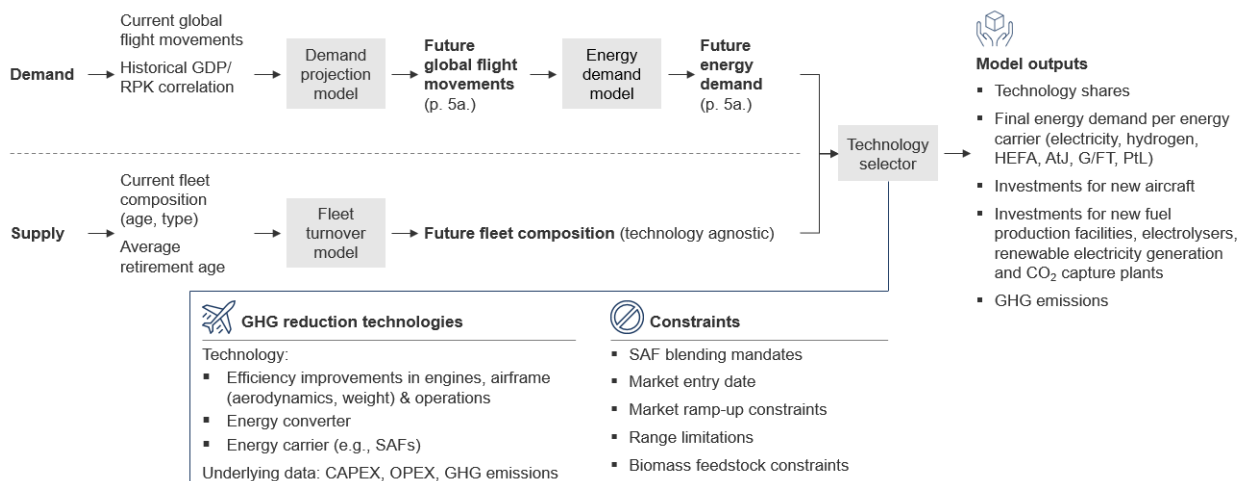 Demand
Current global
flight movements
Historical GDP/
RPK correlation
Demand
projection
model
Future
global flight
movements
(p. 5a.)
Energy
demand
model
Future
energy
demand
(p. 5a.)
Supply
Current fleet
composition
(age, type)
Average
retirement age
Fleet
turnover
model
Future fleet composition (technology agnostic)
Technology
selector
Model outputs
▪ Technology shares
▪ Final energy demand per energy
carrier (electricity, hydrogen,
HEFA, AtJ, G/FT, PtL)
▪ Investments for new aircraft
▪ Investments for new fuel
production facilities, electrolysers,
renewable electricity generation
and CO₂ capture plants
▪ GHG emissions
GHG reduction technologies
Technology:
▪ Efficiency improvements in engines, airframe
(aerodynamics, weight) & operations
▪ Energy converter
▪ Energy carrier (e.g., SAFs)
Underlying data: CAPEX, OPEX, GHG emissions
Constraints
▪ SAF blending mandates
▪ Market entry date
▪ Market ramp-up constraints
▪ Range limitations
▪ Biomass feedstock constraints